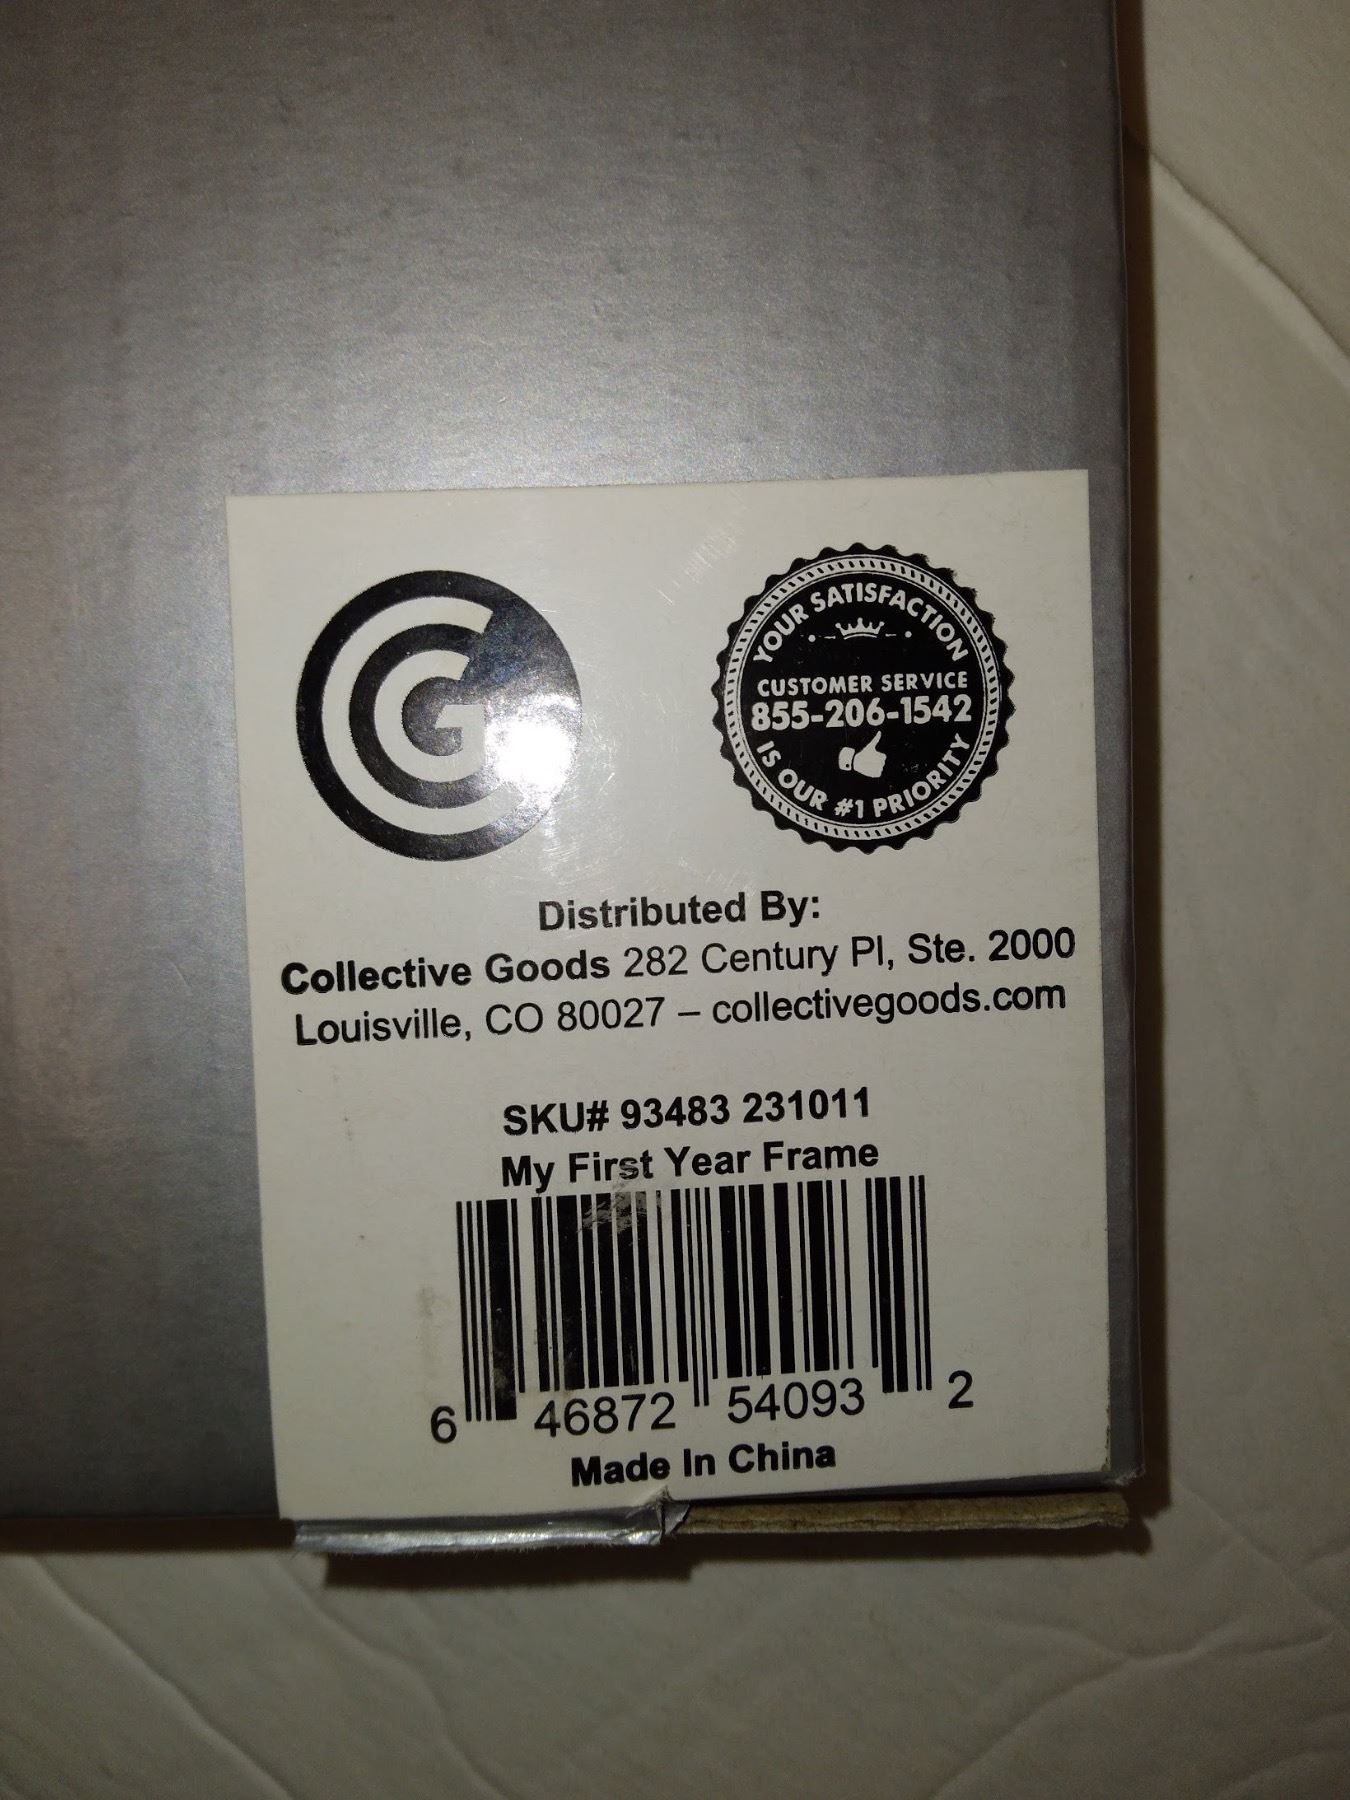 CG
YOUR SATISFACTION
CUSTOMER SERVICE
855-206-1542
IS OUR #1 PRIORITY
Distributed By:
Collective Goods 282 Century Pl, Ste. 2000
Louisville, CO 80027 – collectivegoods.com
SKU# 93483 231011
My First Year Frame
6 46872 54093 2
Made In China